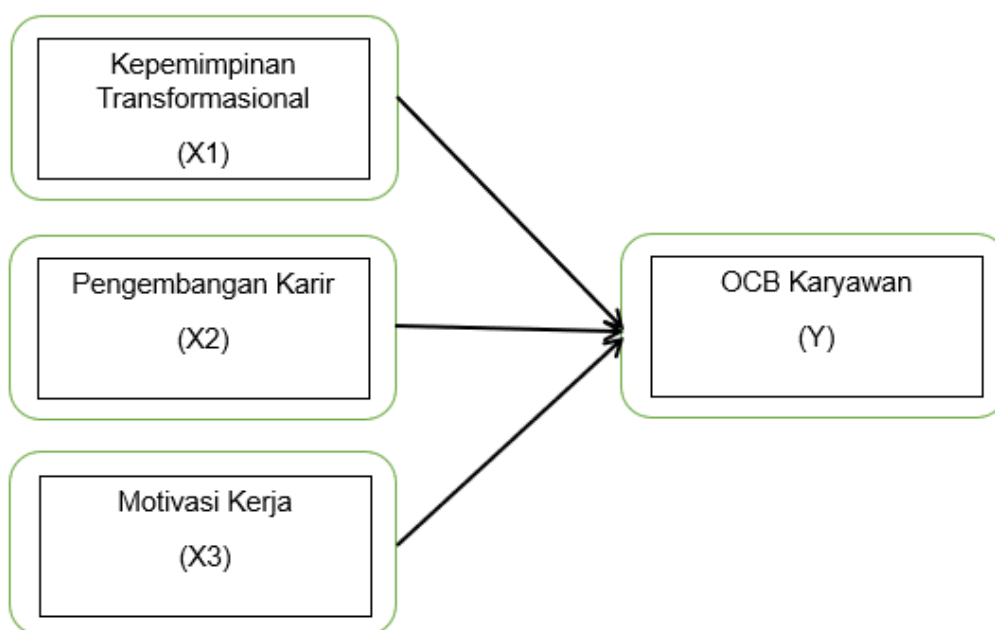 Kepemimpinan
Transformasional
(X1)
Pengembangan Karir
(X2)
Motivasi Kerja
(X3)
OCB Karyawan
(Y)